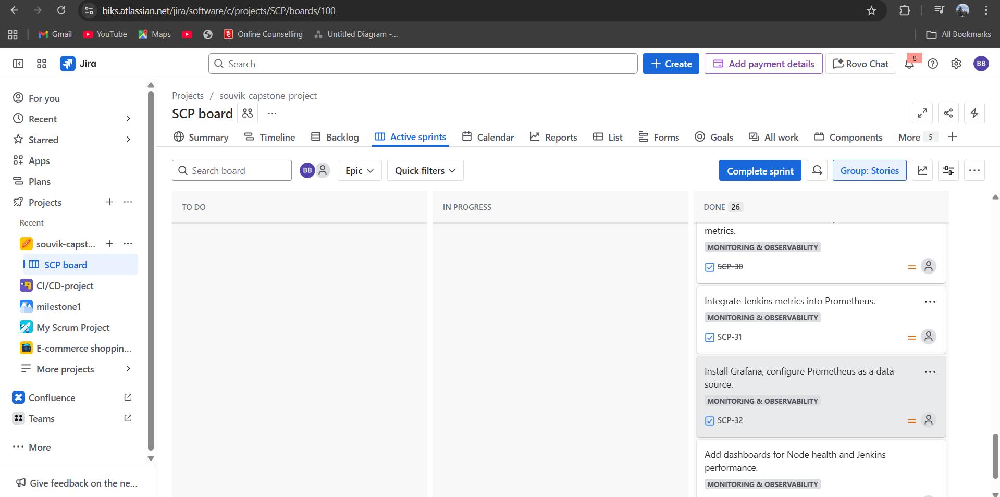 biks.atlassian.net/jira/software/c/projects/SCP/boards/100
Gmail
YouTube
Maps
Online Counselling
Untitled Diagram -...
All Bookmarks
Jira
Search
Create
Add payment details
Rovo Chat
8
BB
For you
Recent
Starred
Apps
Plans
Projects
Recent
souvik-capst...
SCP board
CI/CD-project
milestone1
My Scrum Project
E-commerce shoppin...
More projects
Confluence
Teams
More
Give feedback on the ne...
Projects / souvik-capstone-project
SCP board
Summary
Timeline
Backlog
Active sprints
Calendar
Reports
List
Forms
Goals
All work
Components
More 5
Search board
BB
Epic
Quick filters
Complete sprint
Group: Stories
TO DO
IN PROGRESS
DONE 26
metrics.
MONITORING & OBSERVABILITY
SCP-30
Integrate Jenkins metrics into Prometheus.
MONITORING & OBSERVABILITY
SCP-31
Install Grafana, configure Prometheus as a data
source.
MONITORING & OBSERVABILITY
SCP-32
Add dashboards for Node health and Jenkins
performance.
MONITORING & OBSERVABILITY